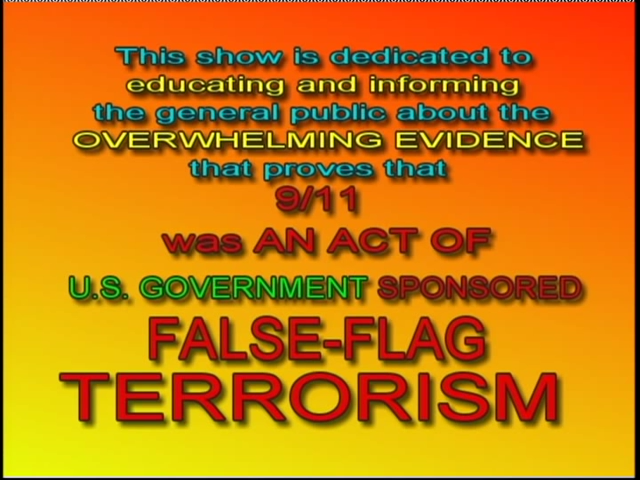 This show is dedicated to
educating and informing
the general public about the
OVERWHELMING EVIDENCE
that proves that
9/11
was AN ACT OF
U.S. GOVERNMENT SPONSORED
FALSE-FLAG
TERRORISM